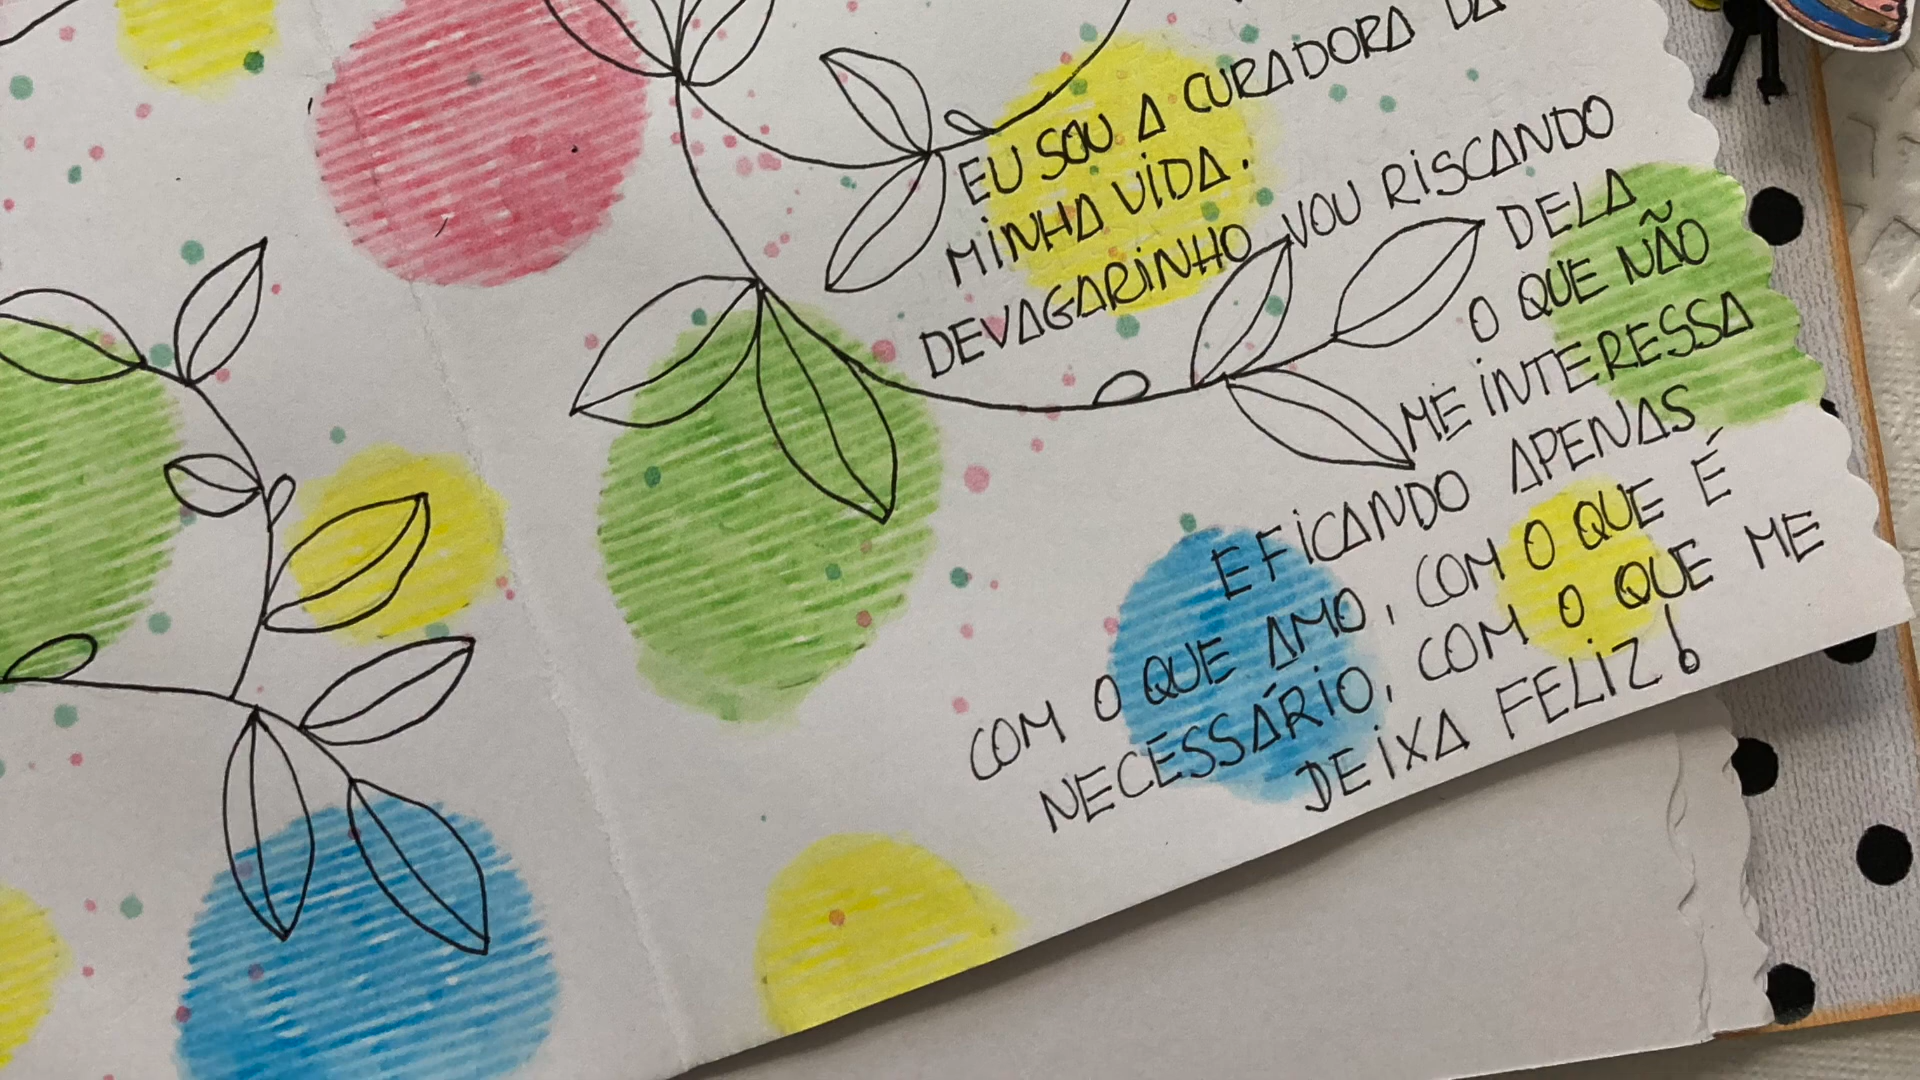 EU SOU A CURADORA DA
MINHA VIDA.
DEVAGARINHO VOU RISCANDO
DELA
O QUE NÃO
ME INTERESSA
E FICANDO APENAS
COM O QUE AMO, COM O QUE É
NECESSÁRIO, COM O QUE ME
DEIXA FELIZ!